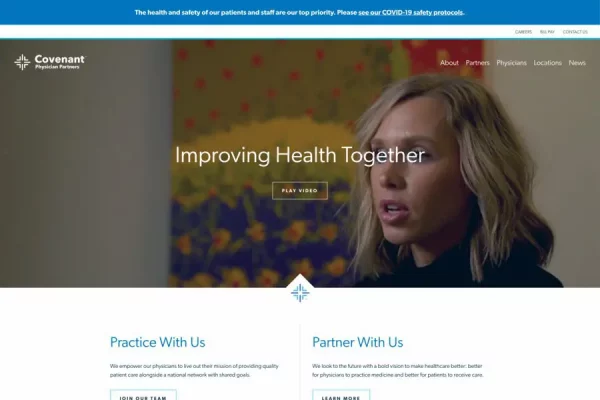 The health and safety of our patients and staff are our top priority. Please see our COVID-19 safety protocols.
CAREERS BILL PAY CONTACT US
Covenant
Physician Partners
About Partners Physicians Locations News
Improving Health Together
PLAY VIDEO
Practice With Us
We empower our physicians to live out their mission of providing quality
patient care alongside a national network with shared goals.
JOIN OUR TEAM
Partner With Us
We look to the future with a bold vision to make healthcare better; better
for physicians to practice medicine and better for patients to receive care.
LEARN MORE